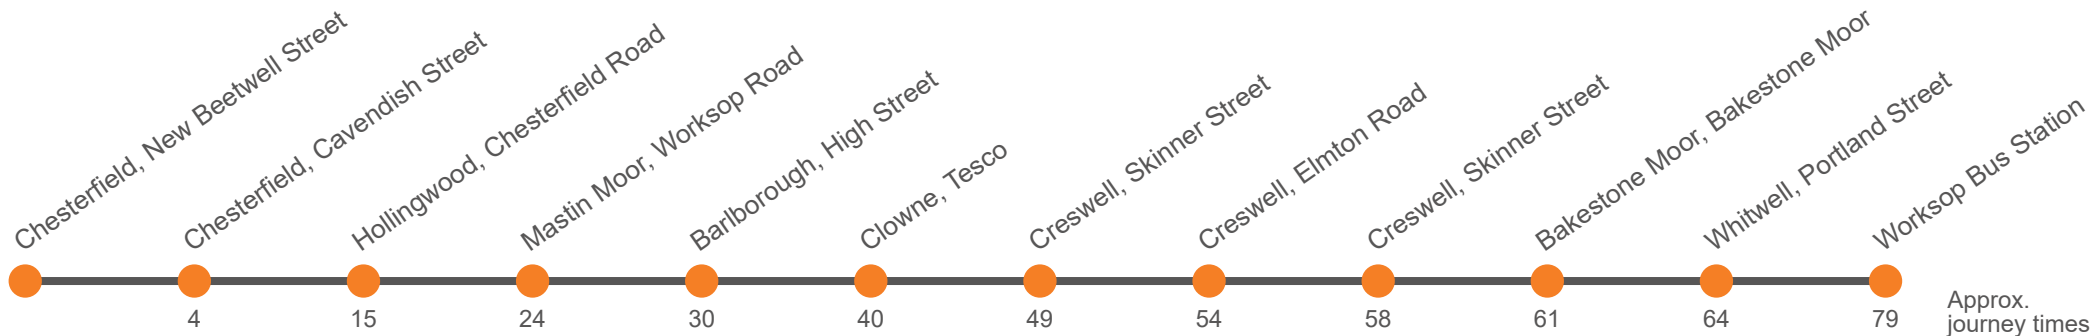 Chesterfield, New Beetwell Street
Chesterfield, Cavendish Street
Hollingwood, Chesterfield Road
Mastin Moor, Worksop Road
Barlborough, High Street
Clowne, Tesco
Creswell, Skinner Street
Creswell, Elmton Road
Creswell, Skinner Street
Bakestone Moor, Bakestone Moor
Whitwell, Portland Street
Worksop Bus Station
4 15 24 30 40 49 54 58 61 64 79
Approx.
journey times